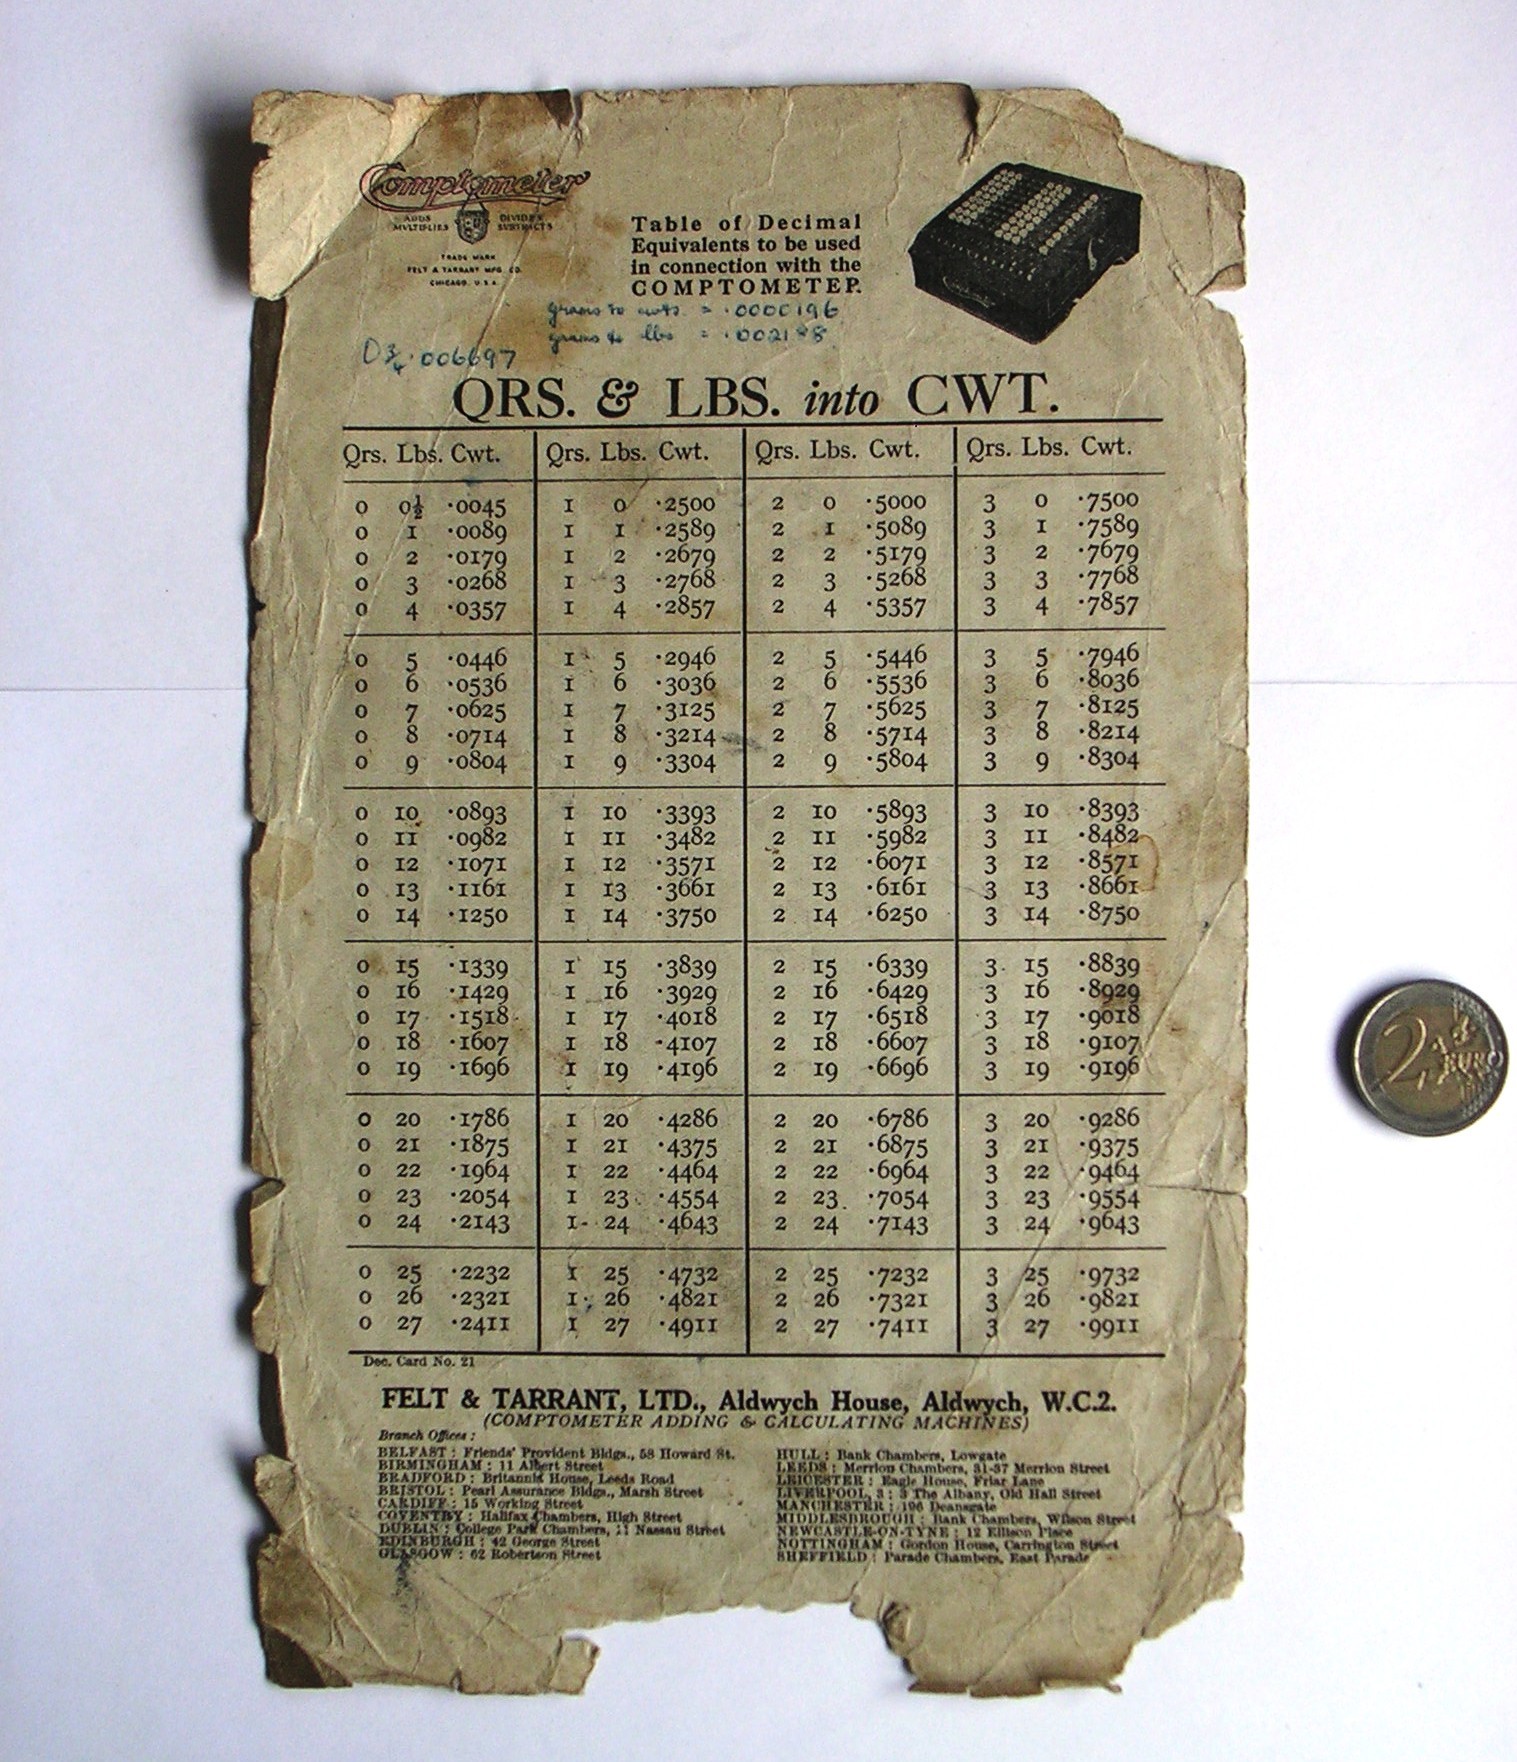 Comptometer
ADDS DIVIDES
MULTIPLIES SUBTRACTS
TRADE MARK
FELT & TARRANT MFG. CO.
CHICAGO. U.S.A.
Table of Decimal
Equivalents to be used
in connection with the
COMPTOMETER.
grams to cwts = .0000196
grams to lbs = .002188
D 3/4 .006697
QRS. & LBS. into CWT.
Qrs. Lbs. Cwt. Qrs. Lbs. Cwt. Qrs. Lbs. Cwt. Qrs. Lbs. Cwt.
0 0½ ·0045 1 0 ·2500 2 0 ·5000 3 0 ·7500
0 1 ·0089 1 1 ·2589 2 1 ·5089 3 1 ·7589
0 2 ·0179 1 2 ·2679 2 2 ·5179 3 2 ·7679
0 3 ·0268 1 3 ·2768 2 3 ·5268 3 3 ·7768
0 4 ·0357 1 4 ·2857 2 4 ·5357 3 4 ·7857
0 5 ·0446 1 5 ·2946 2 5 ·5446 3 5 ·7946
0 6 ·0536 1 6 ·3036 2 6 ·5536 3 6 ·8036
0 7 ·0625 1 7 ·3125 2 7 ·5625 3 7 ·8125
0 8 ·0714 1 8 ·3214 2 8 ·5714 3 8 ·8214
0 9 ·0804 1 9 ·3304 2 9 ·5804 3 9 ·8304
0 10 ·0893 1 10 ·3393 2 10 ·5893 3 10 ·8393
0 11 ·0982 1 11 ·3482 2 11 ·5982 3 11 ·8482
0 12 ·1071 1 12 ·3571 2 12 ·6071 3 12 ·8571
0 13 ·1161 1 13 ·3661 2 13 ·6161 3 13 ·8661
0 14 ·1250 1 14 ·3750 2 14 ·6250 3 14 ·8750
0 15 ·1339 1 15 ·3839 2 15 ·6339 3 15 ·8839
0 16 ·1429 1 16 ·3929 2 16 ·6429 3 16 ·8929
0 17 ·1518 1 17 ·4018 2 17 ·6518 3 17 ·9018
0 18 ·1607 1 18 ·4107 2 18 ·6607 3 18 ·9107
0 19 ·1696 1 19 ·4196 2 19 ·6696 3 19 ·9196
0 20 ·1786 1 20 ·4286 2 20 ·6786 3 20 ·9286
0 21 ·1875 1 21 ·4375 2 21 ·6875 3 21 ·9375
0 22 ·1964 1 22 ·4464 2 22 ·6964 3 22 ·9464
0 23 ·2054 1 23 ·4554 2 23 ·7054 3 23 ·9554
0 24 ·2143 1 24 ·4643 2 24 ·7143 3 24 ·9643
0 25 ·2232 1 25 ·4732 2 25 ·7232 3 25 ·9732
0 26 ·2321 1 26 ·4821 2 26 ·7321 3 26 ·9821
0 27 ·2411 1 27 ·4911 2 27 ·7411 3 27 ·9911
Dec. Card No. 21
FELT & TARRANT, LTD., Aldwych House, Aldwych, W.C.2.
(COMPTOMETER ADDING & CALCULATING MACHINES)
Branch Offices:
BELFAST : Friends' Provident Bldgs., 58 Howard St.
BIRMINGHAM : 11 Albert Street
BRADFORD : Britannia House, Leeds Road
BRISTOL : Pearl Assurance Bldgs., Marsh Street
CARDIFF : 15 Working Street
COVENTRY : Halifax Chambers, High Street
DUBLIN : College Park Chambers, 11 Nassau Street
EDINBURGH : 42 George Street
GLASGOW : 62 Robertson Street
HULL : Bank Chambers, Lowgate
LEEDS : Merrion Chambers, 31-37 Merrion Street
LEICESTER : Eagle House, Friar Lane
LIVERPOOL, 3 : 3 The Albany, Old Hall Street
MANCHESTER : 196 Deansgate
MIDDLESBROUGH : Bank Chambers, Wilson Street
NEWCASTLE-ON-TYNE : 12 Ellison Place
NOTTINGHAM : Gordon House, Carrington Street
SHEFFIELD : Parade Chambers, East Parade
2 EURO